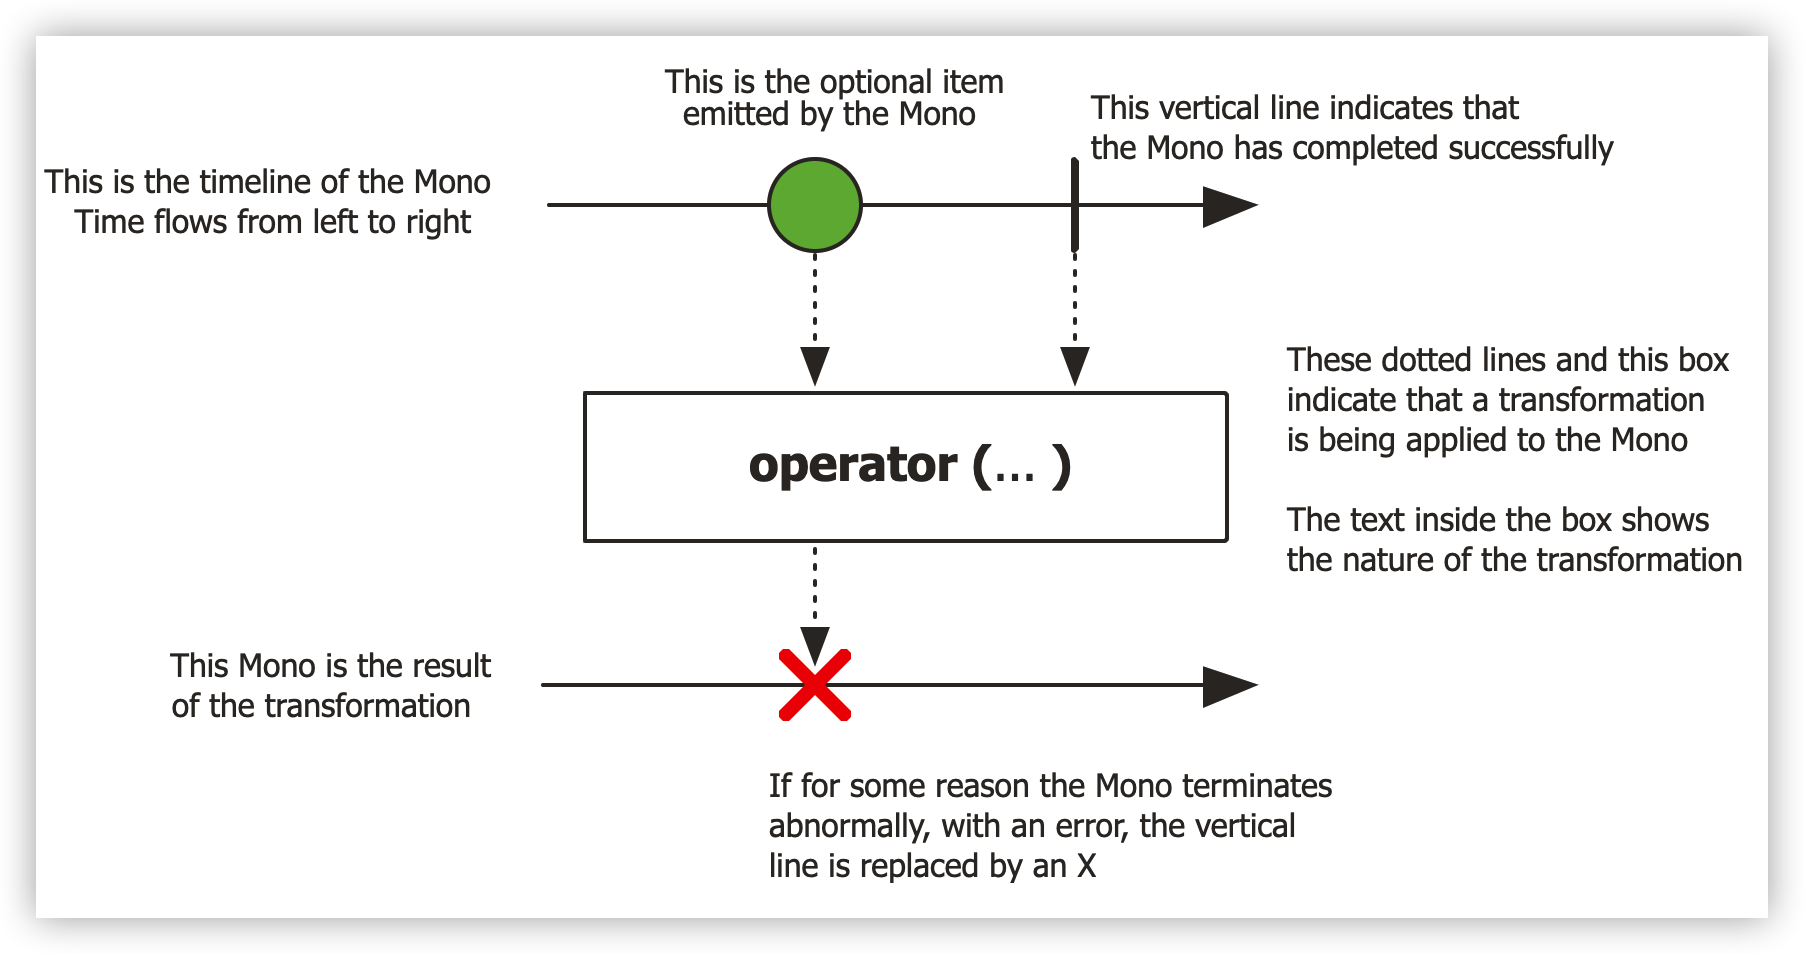 This is the optional item
emitted by the Mono
This vertical line indicates that
the Mono has completed successfully
This is the timeline of the Mono
Time flows from left to right
These dotted lines and this box
indicate that a transformation
is being applied to the Mono
operator (... )
The text inside the box shows
the nature of the transformation
This Mono is the result
of the transformation
If for some reason the Mono terminates
abnormally, with an error, the vertical
line is replaced by an X